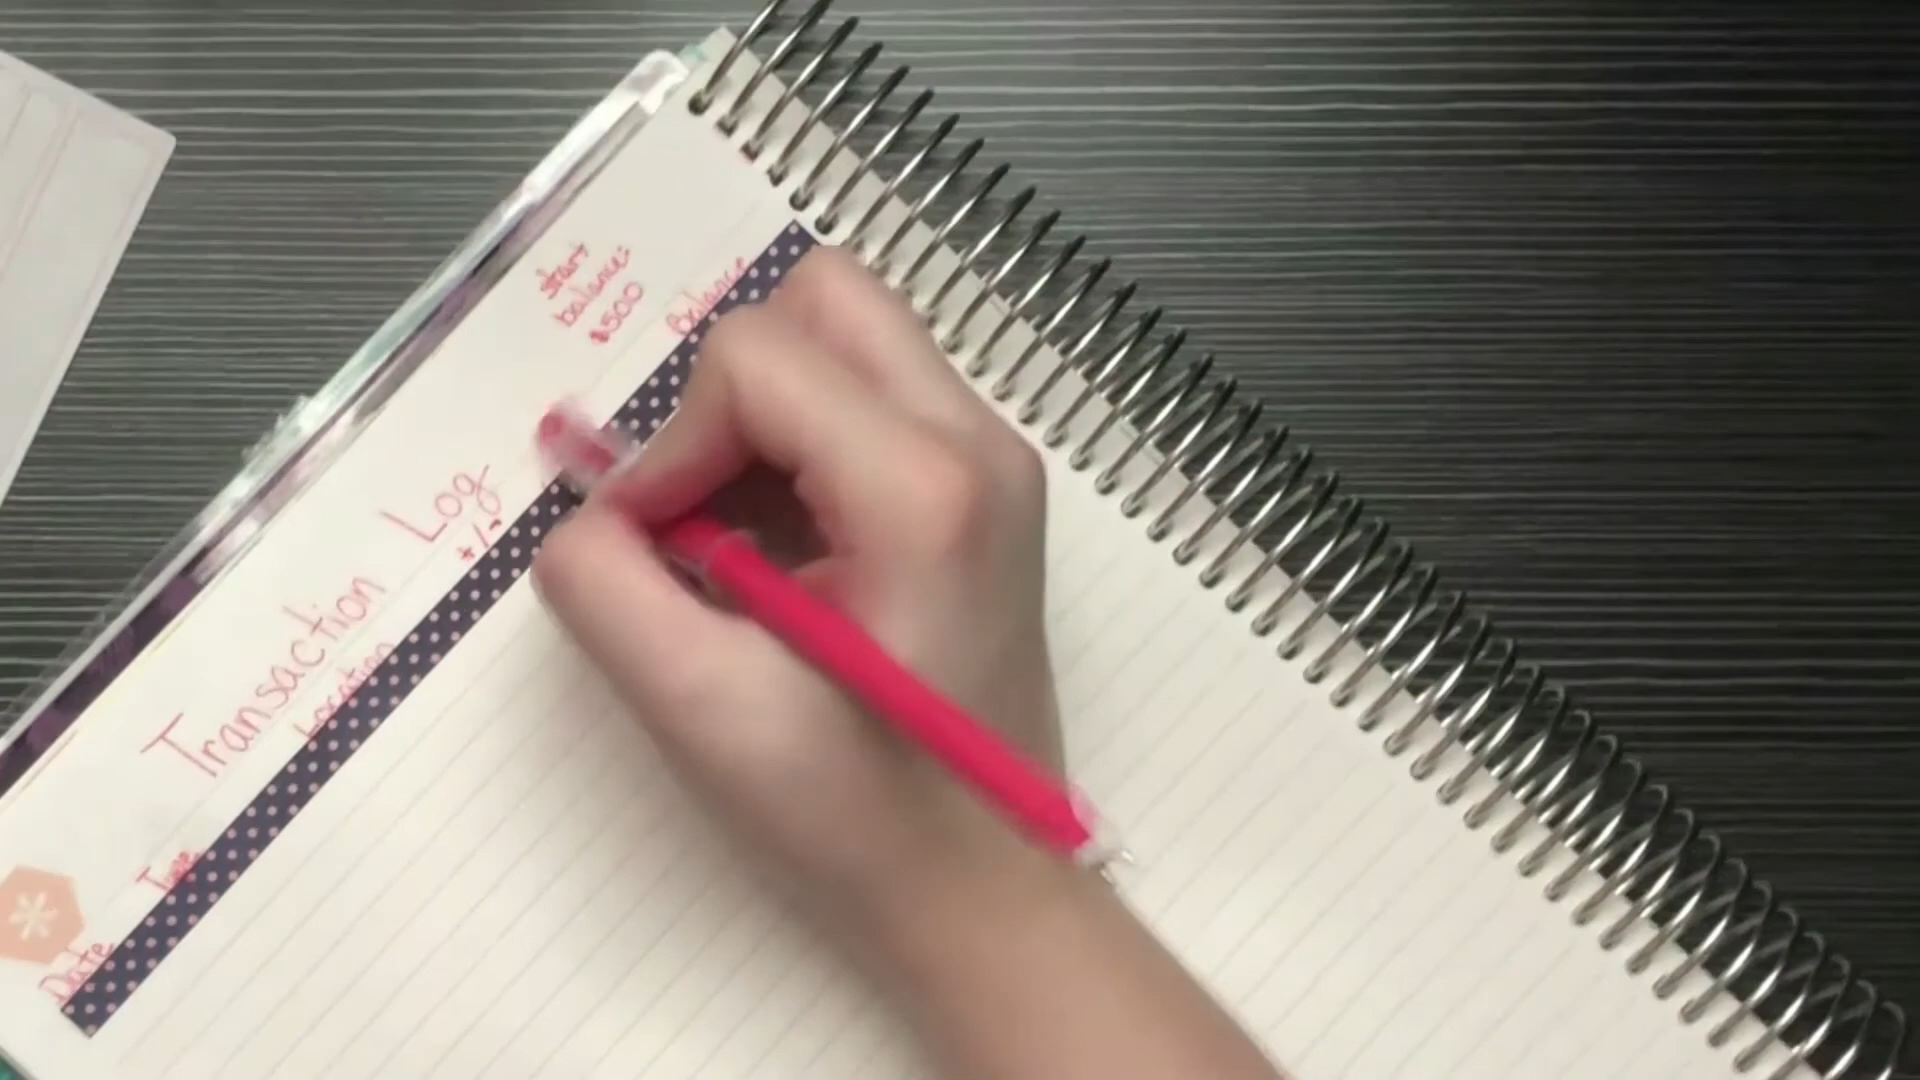 start
balance:
$500
Transaction Log
Date Type Location +/- Balance